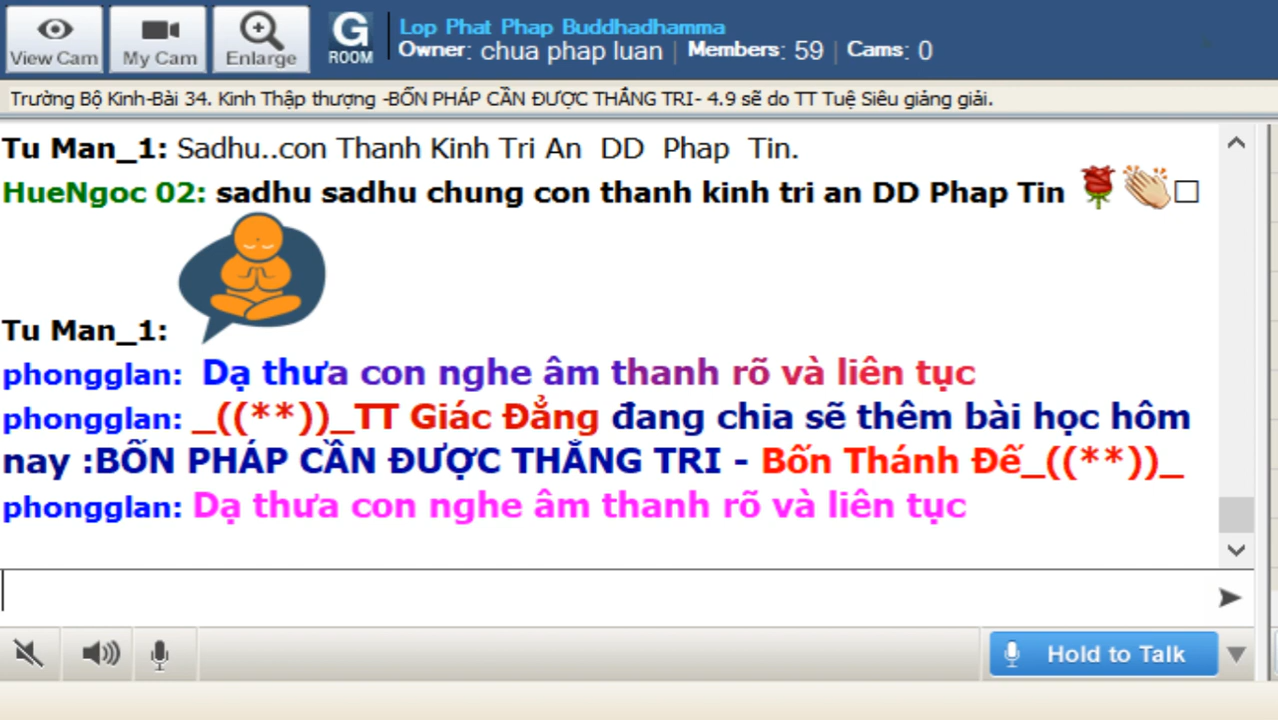 View Cam
My Cam
Enlarge
G ROOM
Lop Phat Phap Buddhadhamma
Owner: chua phap luan | Members: 59 | Cams: 0
Trường Bộ Kinh-Bài 34. Kinh Thập thượng -BỐN PHÁP CẦN ĐƯỢC THẮNG TRI- 4.9 sẽ do TT Tuệ Siêu giảng giải.
Tu Man_1: Sadhu..con Thanh Kinh Tri An DD Phap Tin.
HueNgoc 02: sadhu sadhu chung con thanh kinh tri an DD Phap Tin 🌹👏□
Tu Man_1:
phongglan: Dạ thưa con nghe âm thanh rõ và liên tục
phongglan: _((**))_TT Giác Đẳng đang chia sẽ thêm bài học hôm
nay :BỐN PHÁP CẦN ĐƯỢC THẮNG TRI - Bốn Thánh Đế_((**))_
phongglan: Dạ thưa con nghe âm thanh rõ và liên tục
Hold to Talk